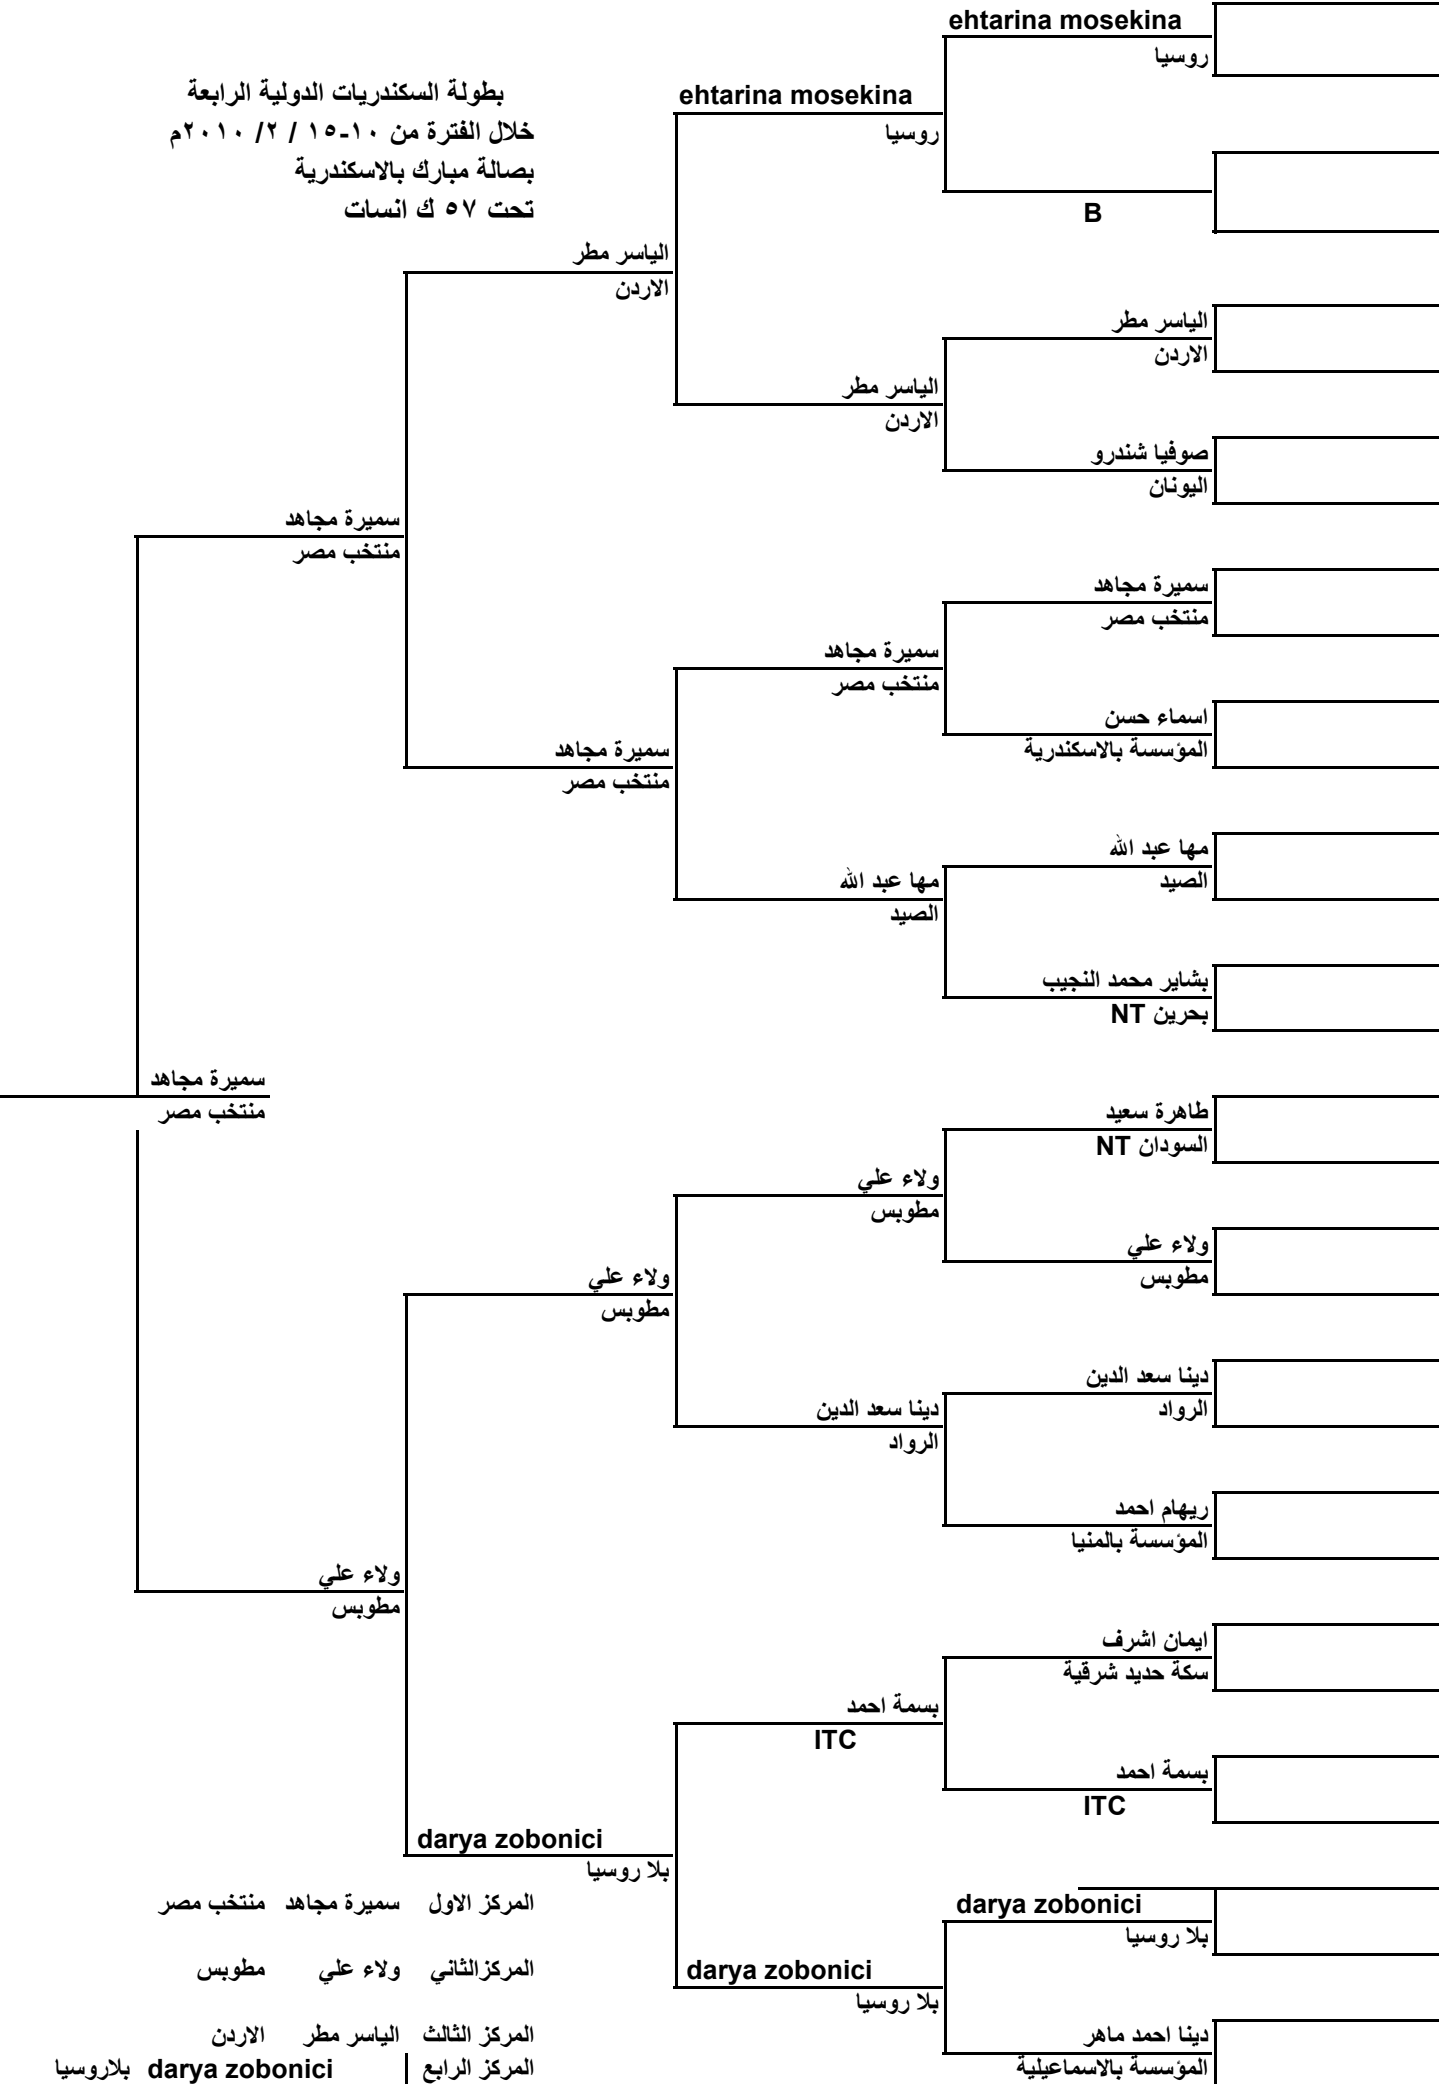 ehtarina mosekina
روسيا
بطولة السكندريات الدولية الرابعة
خلال الفترة من ١٠-١٥ / ٢/ ٢٠١٠م
بصالة مبارك بالاسكندرية
تحت ٥٧ ك انسات
ehtarina mosekina
روسيا
B
الياسر مطر
الاردن
الياسر مطر
الاردن
الياسر مطر
الاردن
صوفيا شندرو
اليونان
سميرة مجاهد
منتخب مصر
سميرة مجاهد
منتخب مصر
سميرة مجاهد
منتخب مصر
اسماء حسن
المؤسسة بالاسكندرية
سميرة مجاهد
منتخب مصر
مها عبد الله
الصيد
مها عبد الله
الصيد
بشاير محمد النجيب
بحرين NT
سميرة مجاهد
منتخب مصر
طاهرة سعيد
السودان NT
ولاء علي
مطوبس
ولاء علي
مطوبس
ولاء علي
مطوبس
دينا سعد الدين
الرواد
دينا سعد الدين
الرواد
ريهام احمد
المؤسسة بالمنيا
ولاء علي
مطوبس
ايمان اشرف
سكة حديد شرقية
بسمة احمد
ITC
بسمة احمد
ITC
darya zobonici
بلا روسيا
darya zobonici
بلا روسيا
darya zobonici
بلا روسيا
دينا احمد ماهر
المؤسسة بالاسماعيلية
المركز الاول سميرة مجاهد منتخب مصر
المركزالثاني ولاء علي مطوبس
المركز الثالث الياسر مطر الاردن
المركز الرابع darya zobonici بلاروسيا